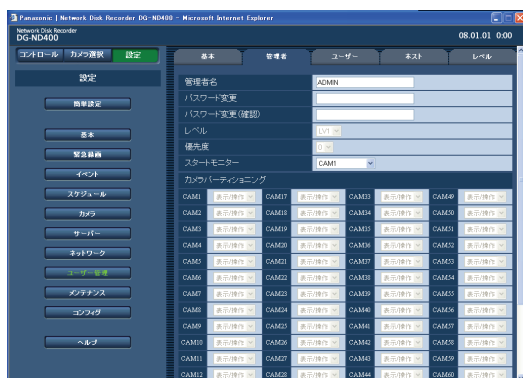 Panasonic | Network Disk Recorder DG-ND400 - Microsoft Internet Explorer
Network Disk Recorder
DG-ND400
08.01.01 0:00
コントロール カメラ選択 設定
設定
簡単設定
基本
緊急録画
イベント
スケジュール
カメラ
サーバー
ネットワーク
ユーザー管理
メンテナンス
コンフィグ
ヘルプ
基本 管理者 ユーザー ホスト レベル
管理者名 ADMIN
パスワード変更
パスワード変更(確認)
レベル LV1
優先度 0
スタートモニター CAM1
カメラパーティショニング
CAM1 表示/操作 CAM17 表示/操作 CAM33 表示/操作 CAM49 表示/操作
CAM2 表示/操作 CAM18 表示/操作 CAM34 表示/操作 CAM50 表示/操作
CAM3 表示/操作 CAM19 表示/操作 CAM35 表示/操作 CAM51 表示/操作
CAM4 表示/操作 CAM20 表示/操作 CAM36 表示/操作 CAM52 表示/操作
CAM5 表示/操作 CAM21 表示/操作 CAM37 表示/操作 CAM53 表示/操作
CAM6 表示/操作 CAM22 表示/操作 CAM38 表示/操作 CAM54 表示/操作
CAM7 表示/操作 CAM23 表示/操作 CAM39 表示/操作 CAM55 表示/操作
CAM8 表示/操作 CAM24 表示/操作 CAM40 表示/操作 CAM56 表示/操作
CAM9 表示/操作 CAM25 表示/操作 CAM41 表示/操作 CAM57 表示/操作
CAM10 表示/操作 CAM26 表示/操作 CAM42 表示/操作 CAM58 表示/操作
CAM11 表示/操作 CAM27 表示/操作 CAM43 表示/操作 CAM59 表示/操作
CAM12 表示/操作 CAM28 表示/操作 CAM44 表示/操作 CAM60 表示/操作